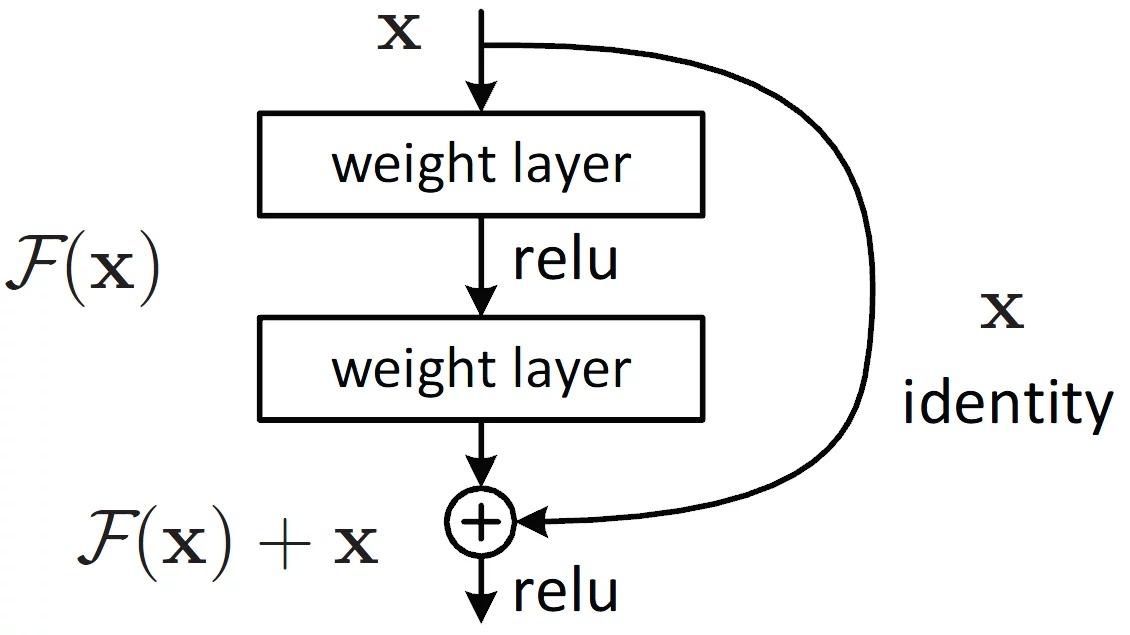 x
weight layer
relu
F(x)
weight layer
x
identity
F(x) + x
relu